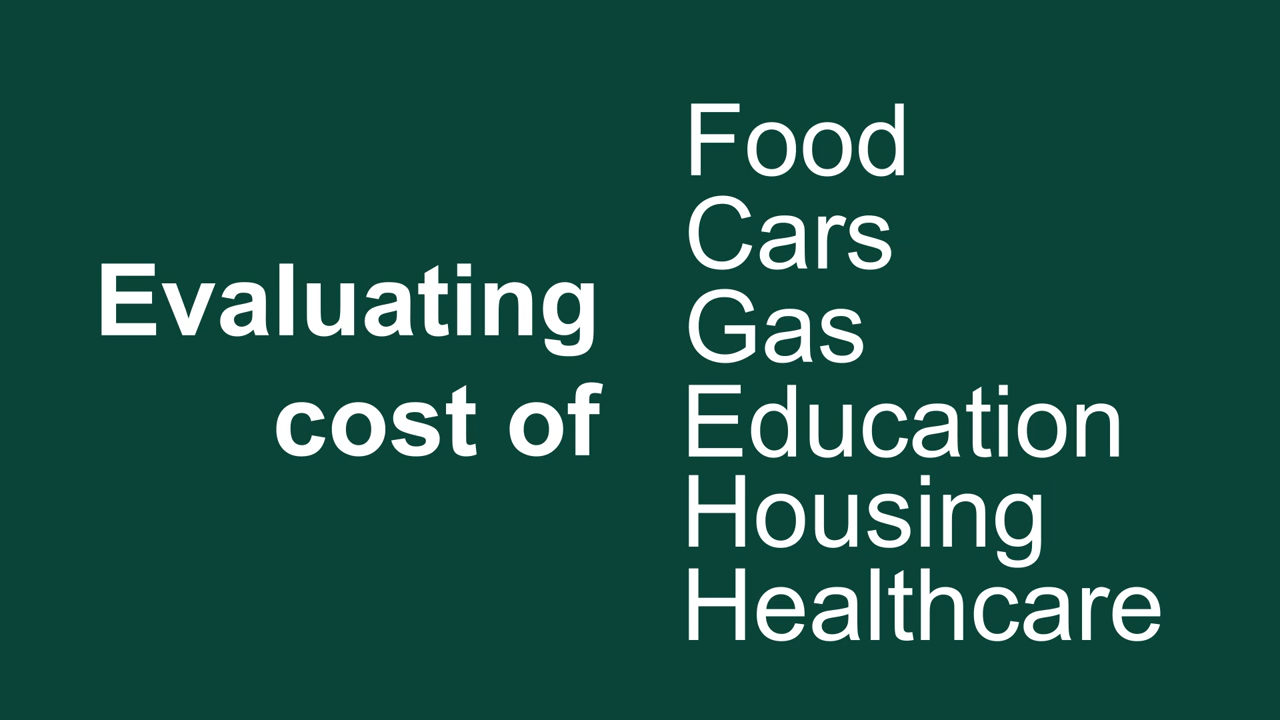 Evaluating
cost of
Food
Cars
Gas
Education
Housing
Healthcare